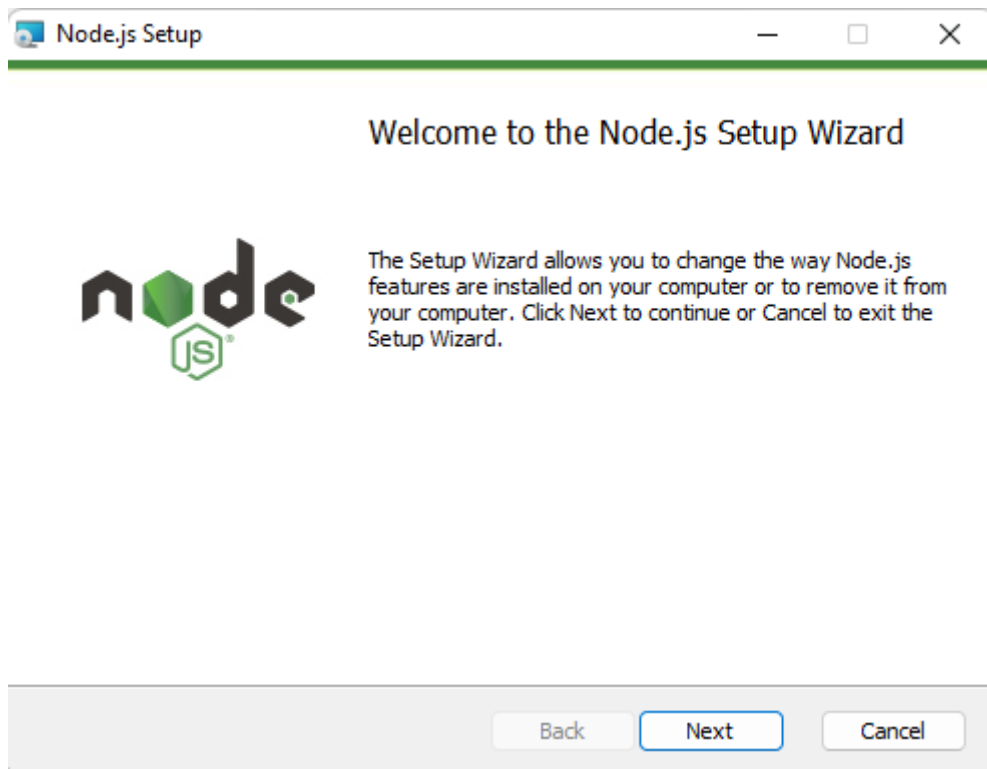 Node.js Setup
Welcome to the Node.js Setup Wizard
The Setup Wizard allows you to change the way Node.js
features are installed on your computer or to remove it from
your computer. Click Next to continue or Cancel to exit the
Setup Wizard.
node
JS®
Back Next Cancel